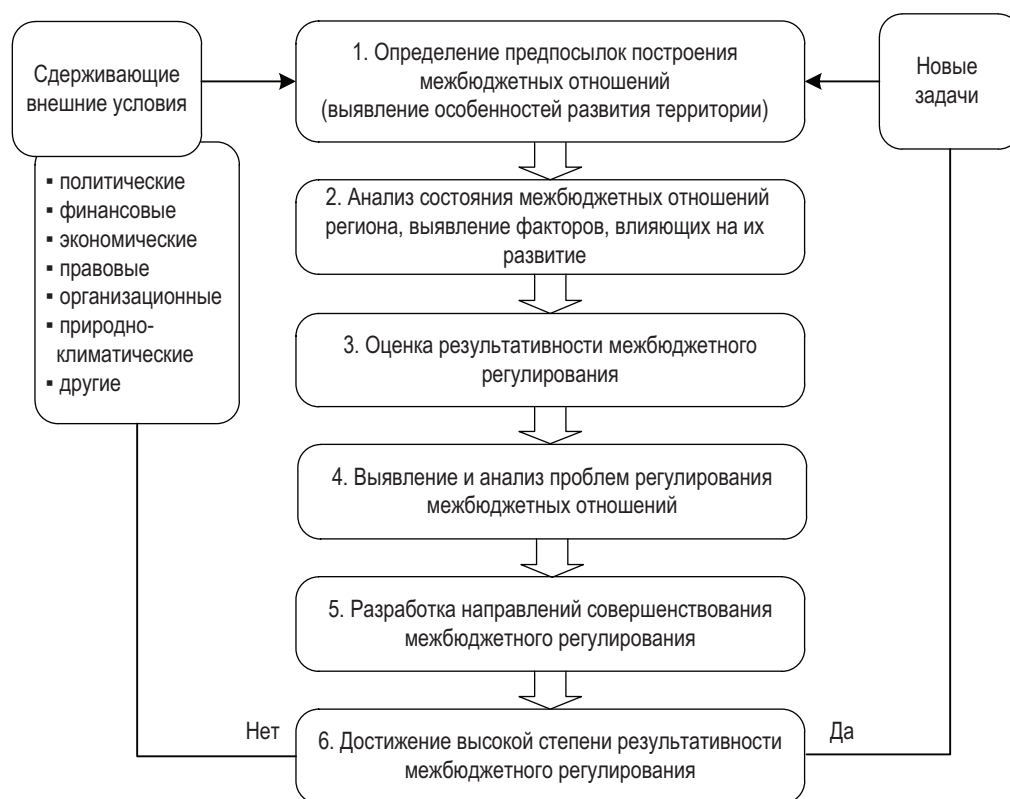 Сдерживающие
внешние условия
▪ политические
▪ финансовые
▪ экономические
▪ правовые
▪ организационные
▪ природно-
климатические
▪ другие
1. Определение предпосылок построения
межбюджетных отношений
(выявление особенностей развития территории)
Новые
задачи
2. Анализ состояния межбюджетных отношений
региона, выявление факторов, влияющих на их
развитие
3. Оценка результативности межбюджетного
регулирования
4. Выявление и анализ проблем регулирования
межбюджетных отношений
5. Разработка направлений совершенствования
межбюджетного регулирования
Нет
6. Достижение высокой степени результативности
межбюджетного регулирования
Да